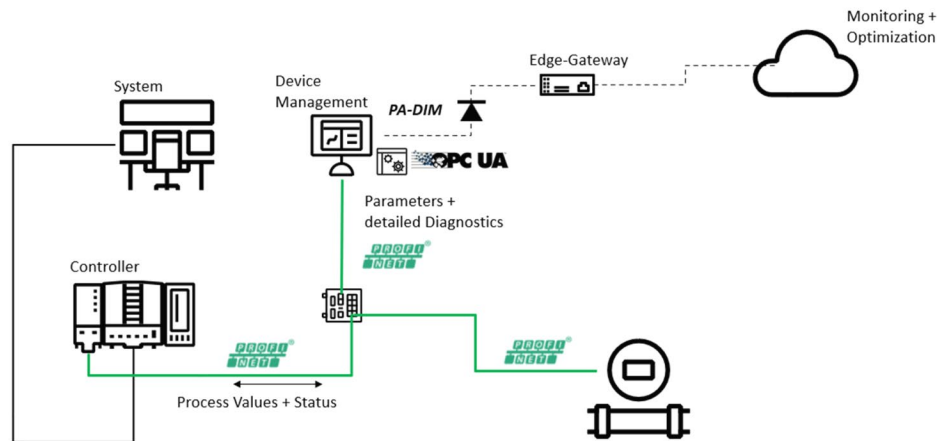 Monitoring +
Optimization
Edge-Gateway
System
Device
Management
PA-DIM
OPC UA
Parameters +
detailed Diagnostics
PROFI
NET
Controller
PROFI
NET
PROFI
NET
Process Values + Status